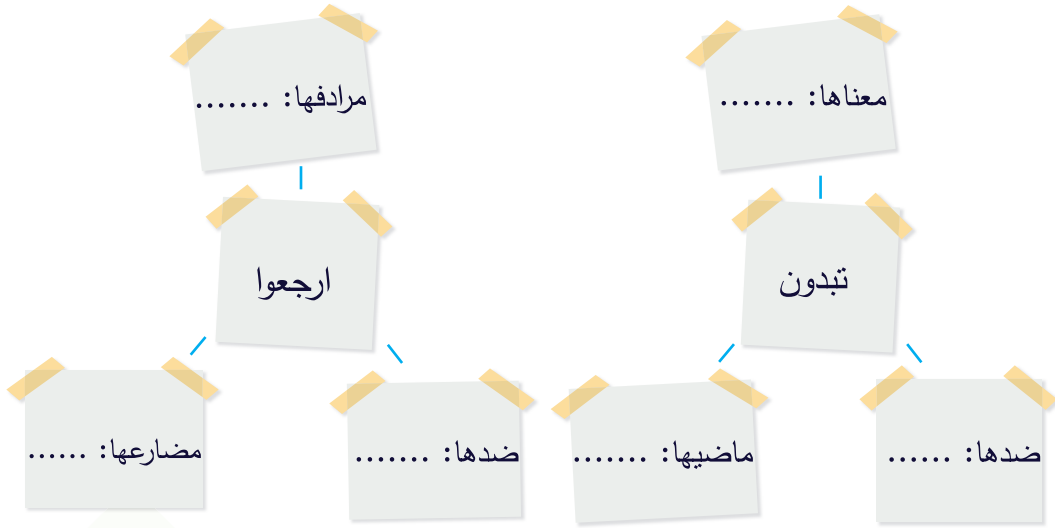 معناها: .......
مرادفها: .......
تبدون
ارجعوا
ضدها: ......
ماضيها: .......
ضدها: .......
مضارعها: ......